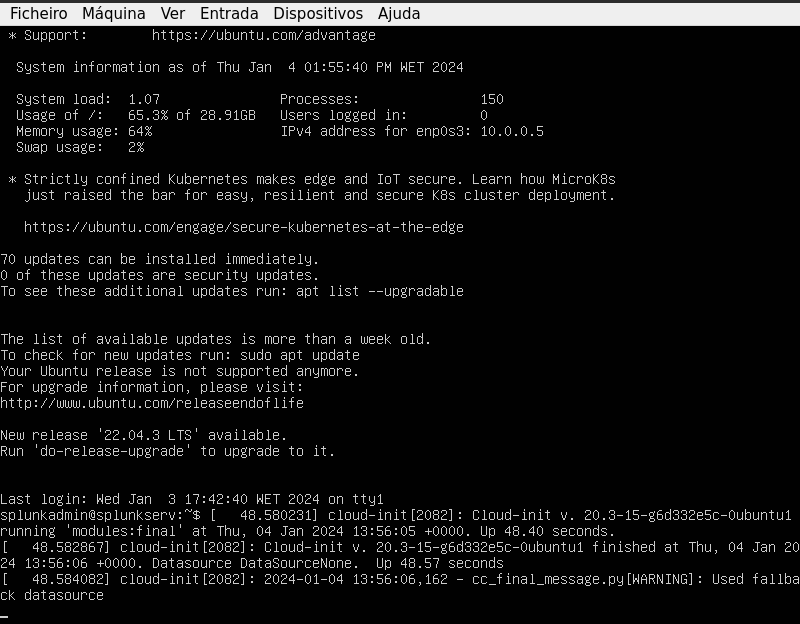 Ficheiro Máquina Ver Entrada Dispositivos Ajuda
 * Support:        https://ubuntu.com/advantage
  System information as of Thu Jan  4 01:55:40 PM WET 2024
  System load:  1.07               Processes:               150
  Usage of /:   65.3% of 28.91GB   Users logged in:         0
  Memory usage: 64%                IPv4 address for enp0s3: 10.0.0.5
  Swap usage:   2%
 * Strictly confined Kubernetes makes edge and IoT secure. Learn how MicroK8s
   just raised the bar for easy, resilient and secure K8s cluster deployment.
   https://ubuntu.com/engage/secure-kubernetes-at-the-edge
70 updates can be installed immediately.
0 of these updates are security updates.
To see these additional updates run: apt list --upgradable
The list of available updates is more than a week old.
To check for new updates run: sudo apt update
Your Ubuntu release is not supported anymore.
For upgrade information, please visit:
http://www.ubuntu.com/releaseendoflife
New release '22.04.3 LTS' available.
Run 'do-release-upgrade' to upgrade to it.
Last login: Wed Jan  3 17:42:40 WET 2024 on tty1
splunkadmin@splunkserv:~$ [   48.580231] cloud-init[2082]: Cloud-init v. 20.3-15-g6d332e5c-0ubuntu1
running 'modules:final' at Thu, 04 Jan 2024 13:56:05 +0000. Up 48.40 seconds.
[   48.582867] cloud-init[2082]: Cloud-init v. 20.3-15-g6d332e5c-0ubuntu1 finished at Thu, 04 Jan 20
24 13:56:06 +0000. Datasource DataSourceNone.  Up 48.57 seconds
[   48.584082] cloud-init[2082]: 2024-01-04 13:56:06,162 - cc_final_message.py[WARNING]: Used fallba
ck datasource